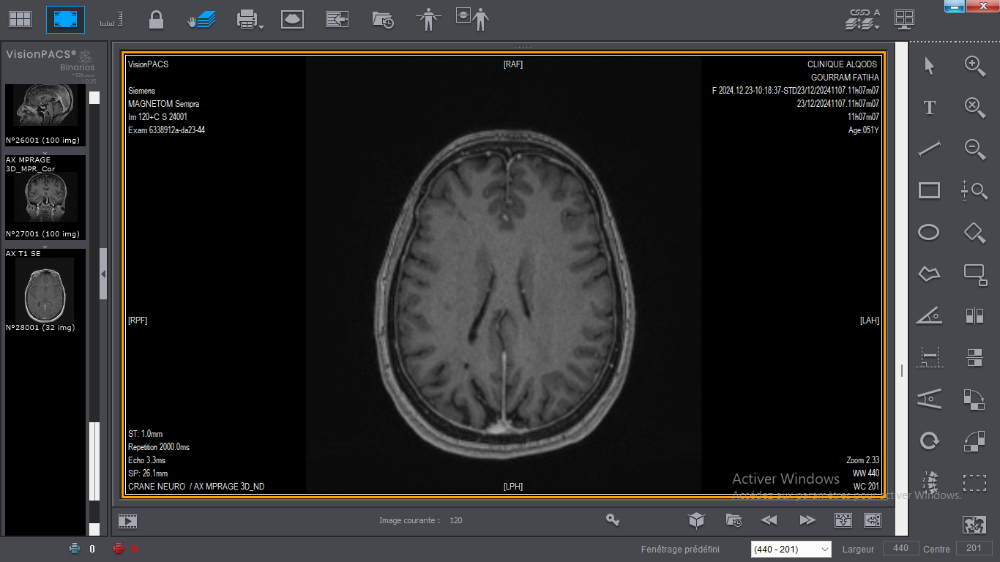 VisionPACS®
Binarios
1.0.25
N°26001 (100 img)
AX MPRAGE
3D_MPR_Cor
N°27001 (100 img)
AX T1 SE
N°28001 (32 img)
VisionPACS
Siemens
MAGNETOM Sempra
Im 120+C S 24001
Exam 6338912a-da23-44
[RAF]
CLINIQUE ALQODS
GOURRAM FATIHA
F 2024.12.23-10:18:37-STD23/12/20241107.11h07m07
23/12/20241107.11h07m07
11h07m07
Age:051Y
[RPF]
[LAH]
ST: 1.0mm
Repetition 2000.0ms
Echo 3.3ms
SP: 26.1mm
CRANE NEURO / AX MPRAGE 3D_ND
[LPH]
Zoom 2.33
WW 440
WC 201
Activer Windows
Accédez aux paramètres pour activer Windows.
Image courante : 120
0 0
Fenêtrage prédéfini (440 - 201) Largeur 440 Centre 201
A
T
1
2
3